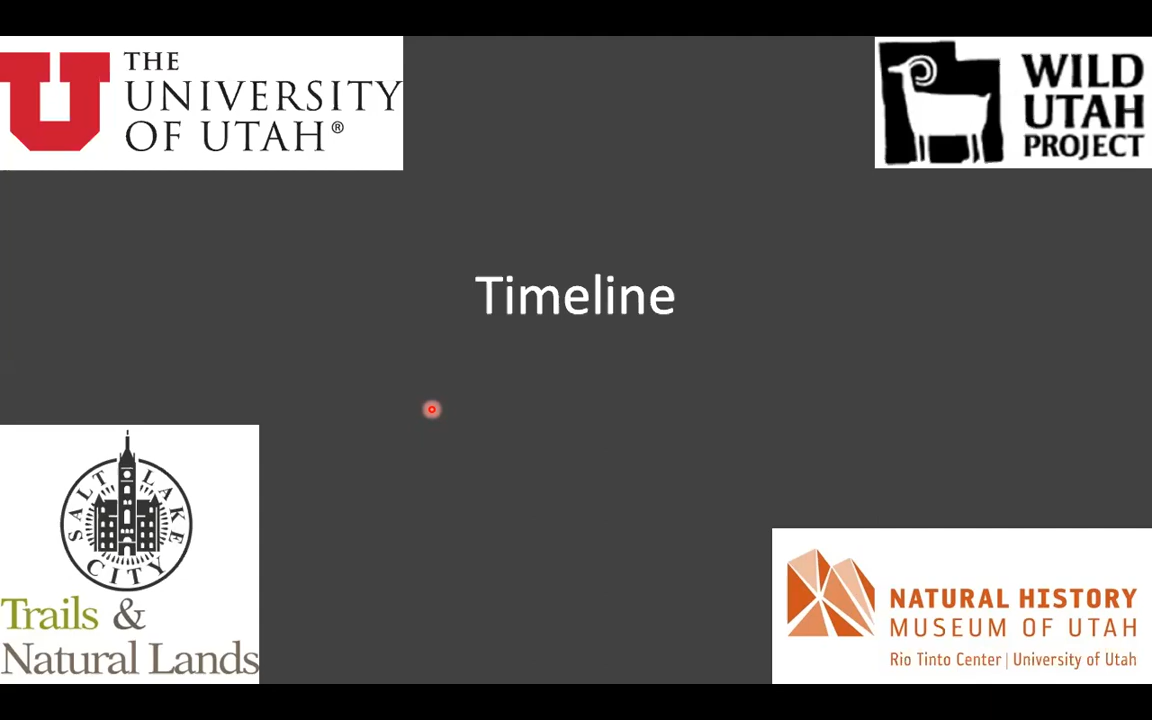 THE
UNIVERSITY
OF UTAH®
WILD
UTAH
PROJECT
Timeline
SALT LAKE
CITY
Trails &
Natural Lands
NATURAL HISTORY
MUSEUM OF UTAH
Rio Tinto Center | University of Utah